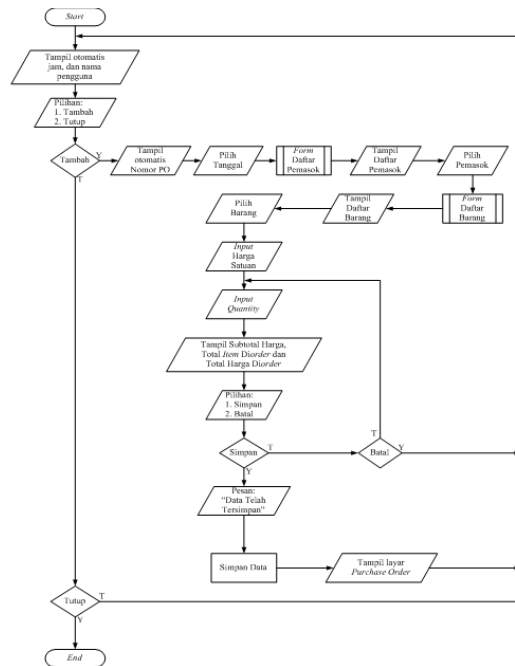 Start
Tampil otomatis
jam, dan nama
pengguna
Pilihan:
1. Tambah
2. Tutup
Tambah
Y
T
Tampil
otomatis
Nomor PO
Pilih
Tanggal
Form
Daftar
Pemasok
Tampil
Daftar
Pemasok
Pilih
Pemasok
Form
Daftar
Barang
Tampil
Daftar
Barang
Pilih
Barang
Input
Harga
Satuan
Input
Quantity
Tampil Subtotal Harga,
Total Item Diorder dan
Total Harga Diorder
Pilihan:
1. Simpan
2. Batal
Simpan
T
Y
Batal
T
Y
Pesan:
"Data Telah
Tersimpan"
Simpan Data
Tampil layar
Purchase Order
Tutup
T
Y
End